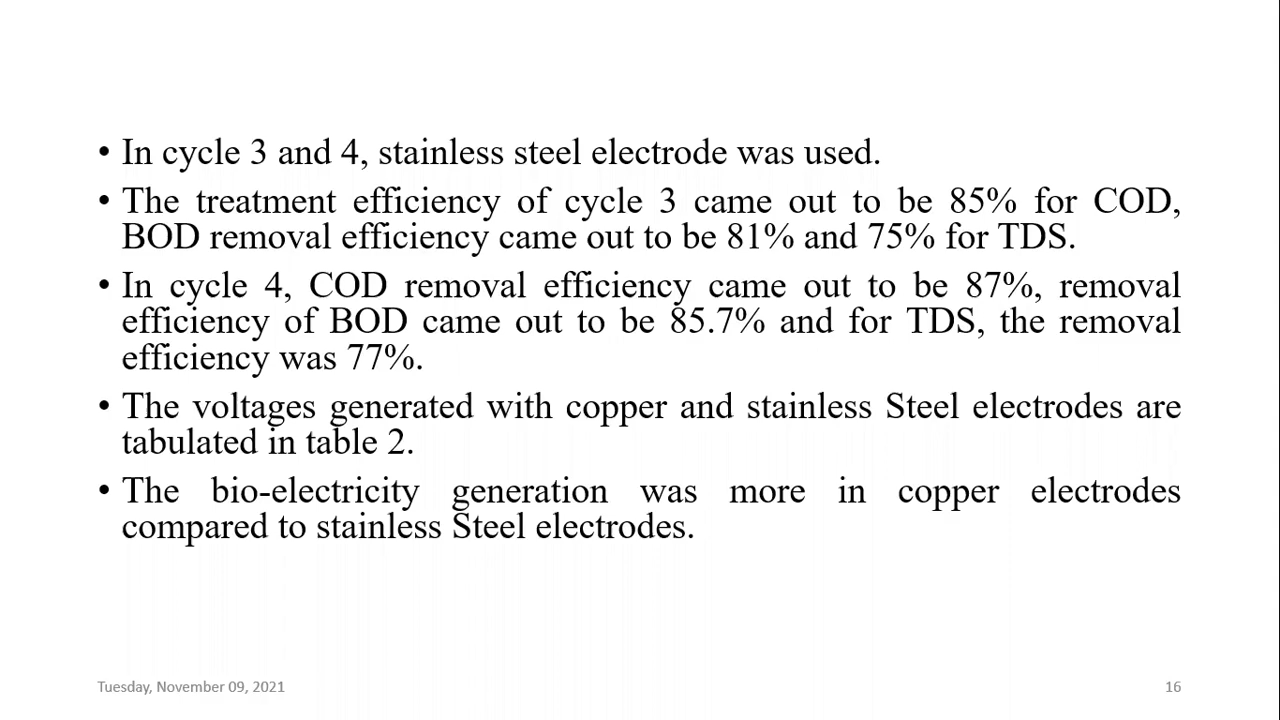 • In cycle 3 and 4, stainless steel electrode was used.
• The treatment efficiency of cycle 3 came out to be 85% for COD,
BOD removal efficiency came out to be 81% and 75% for TDS.
• In cycle 4, COD removal efficiency came out to be 87%, removal
efficiency of BOD came out to be 85.7% and for TDS, the removal
efficiency was 77%.
• The voltages generated with copper and stainless Steel electrodes are
tabulated in table 2.
• The bio-electricity generation was more in copper electrodes
compared to stainless Steel electrodes.
Tuesday, November 09, 2021
16